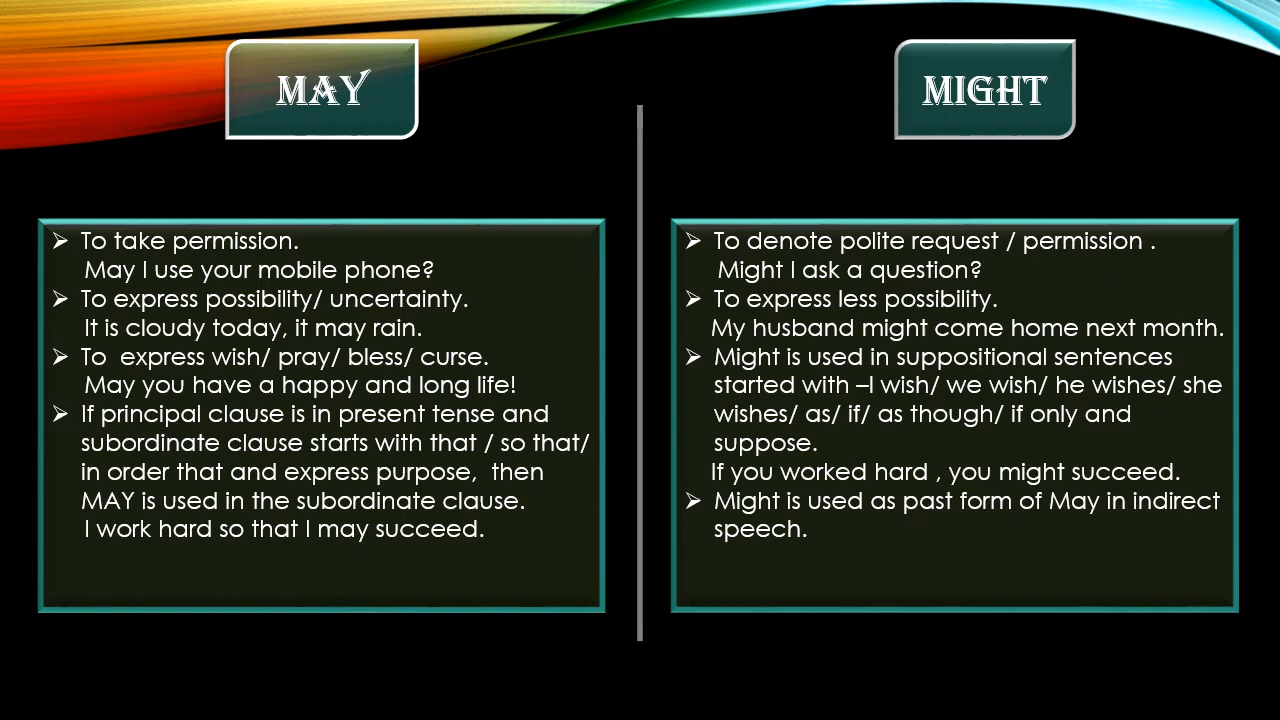 MAY
➢ To take permission.
May I use your mobile phone?
➢ To express possibility/ uncertainty.
It is cloudy today, it may rain.
➢ To express wish/ pray/ bless/ curse.
May you have a happy and long life!
➢ If principal clause is in present tense and
subordinate clause starts with that / so that/
in order that and express purpose, then
MAY is used in the subordinate clause.
I work hard so that I may succeed.
MIGHT
➢ To denote polite request / permission .
Might I ask a question?
➢ To express less possibility.
My husband might come home next month.
➢ Might is used in suppositional sentences
started with –I wish/ we wish/ he wishes/ she
wishes/ as/ if/ as though/ if only and
suppose.
If you worked hard , you might succeed.
➢ Might is used as past form of May in indirect
speech.